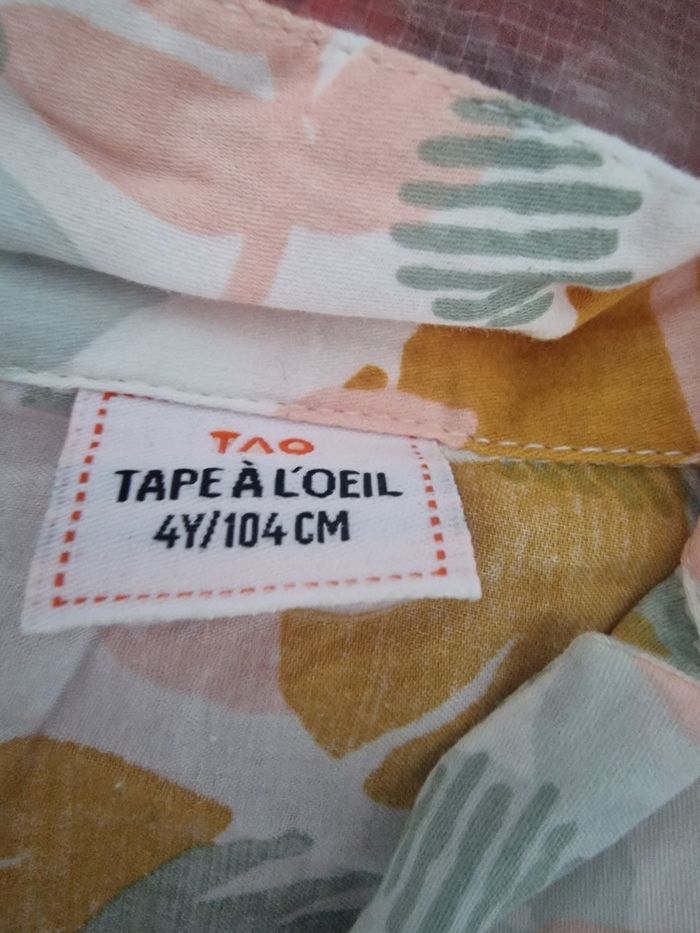 TAO
TAPE À L'OEIL
4Y/104 CM